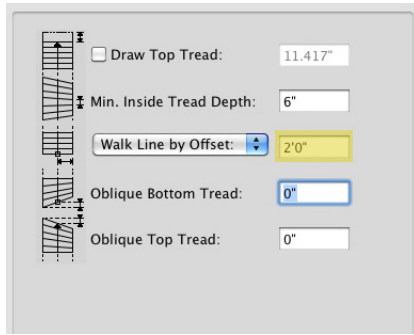 Draw Top Tread: 11.417"
Min. Inside Tread Depth: 6"
Walk Line by Offset: 2'0"
Oblique Bottom Tread: 0"
Oblique Top Tread: 0"